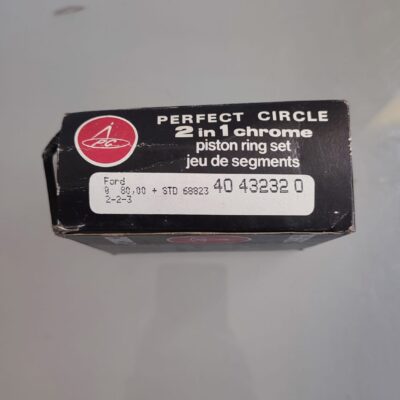 PC
PERFECT CIRCLE
2 in 1 chrome
piston ring set
jeu de segments
Ford
80,00 + STD 68823 40 43232 0
2-2-3